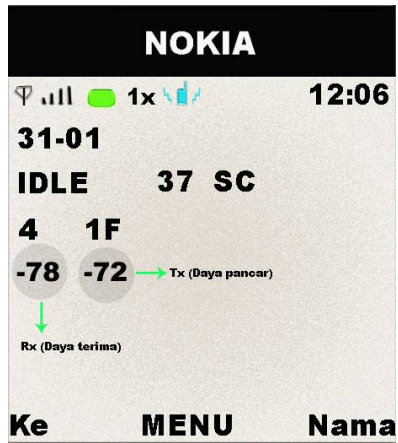 NOKIA
1x 12:06
31-01
IDLE 37 SC
4 1F
-78 -72 Tx (Daya pancar)
Rx (Daya terima)
Ke MENU Nama